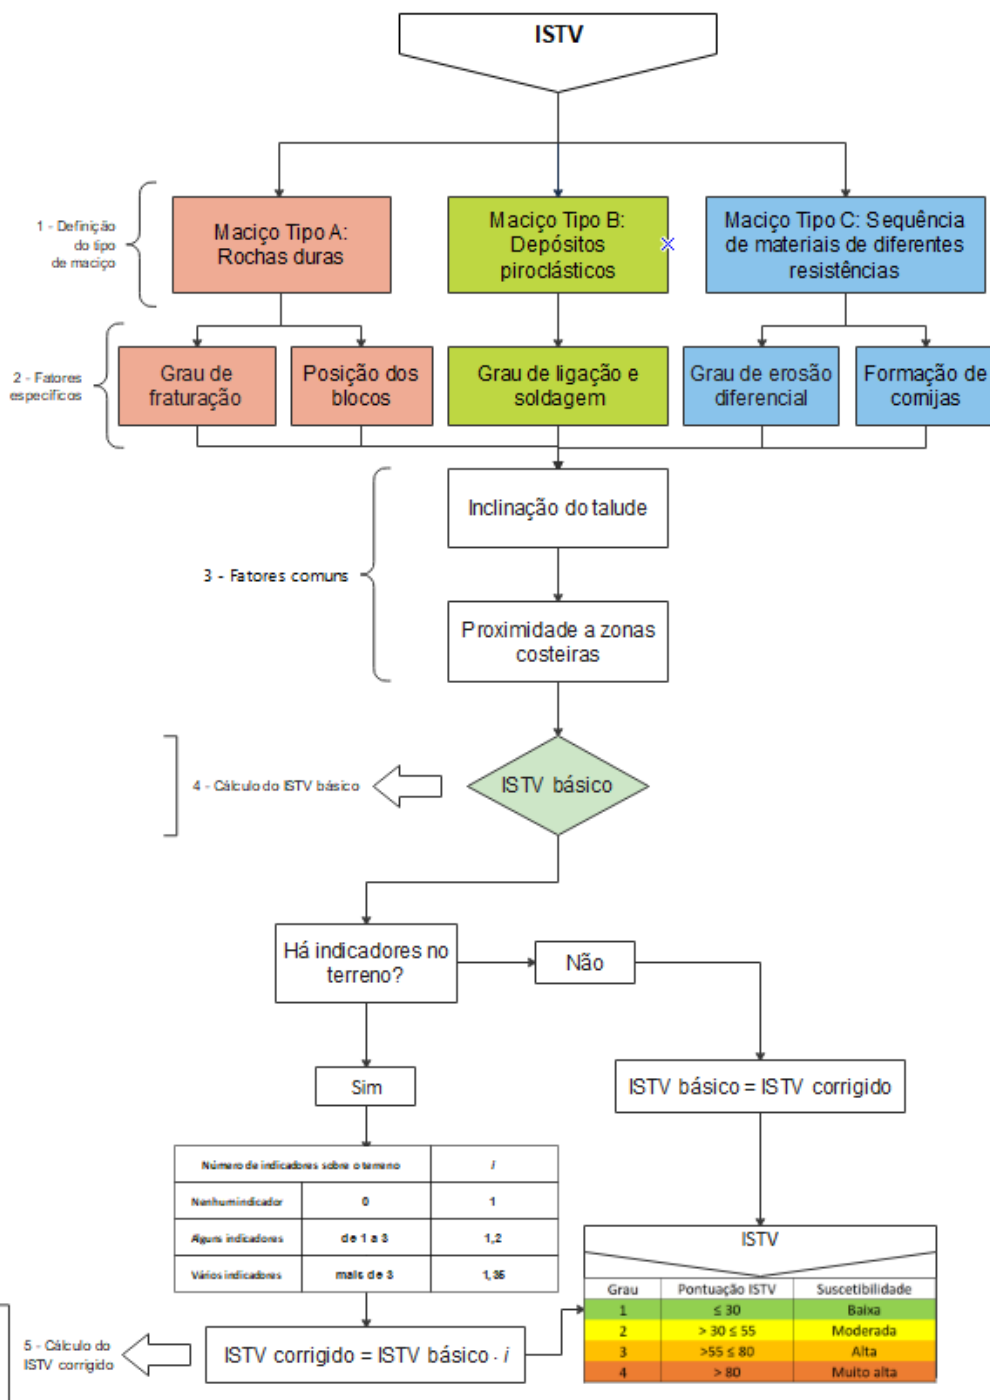 ISTV
1 - Definição
do tipo
de maciço
Maciço Tipo A:
Rochas duras
Maciço Tipo B:
Depósitos
piroclásticos
Maciço Tipo C: Sequência
de materiais de diferentes
resistências
2 - Fatores
específicos
Grau de
fraturação
Posição dos
blocos
Grau de ligação e
soldagem
Grau de erosão
diferencial
Formação de
cornijas
3 - Fatores comuns
Inclinação do talude
Proximidade a zonas
costeiras
4 - Cálculo do ISTV básico
ISTV básico
Há indicadores no
terreno?
Não
Sim
ISTV básico = ISTV corrigido
Número de indicadores sobre o terreno i
Nenhum indicador 0 1
Alguns indicadores de 1 a 3 1,2
Vários indicadores mais de 3 1,35
ISTV
Grau Pontuação ISTV Suscetibilidade
1 ≤ 30 Baixa
2 > 30 ≤ 55 Moderada
3 >55 ≤ 80 Alta
4 > 80 Muito alta
5 - Cálculo do
ISTV corrigido
ISTV corrigido = ISTV básico · i